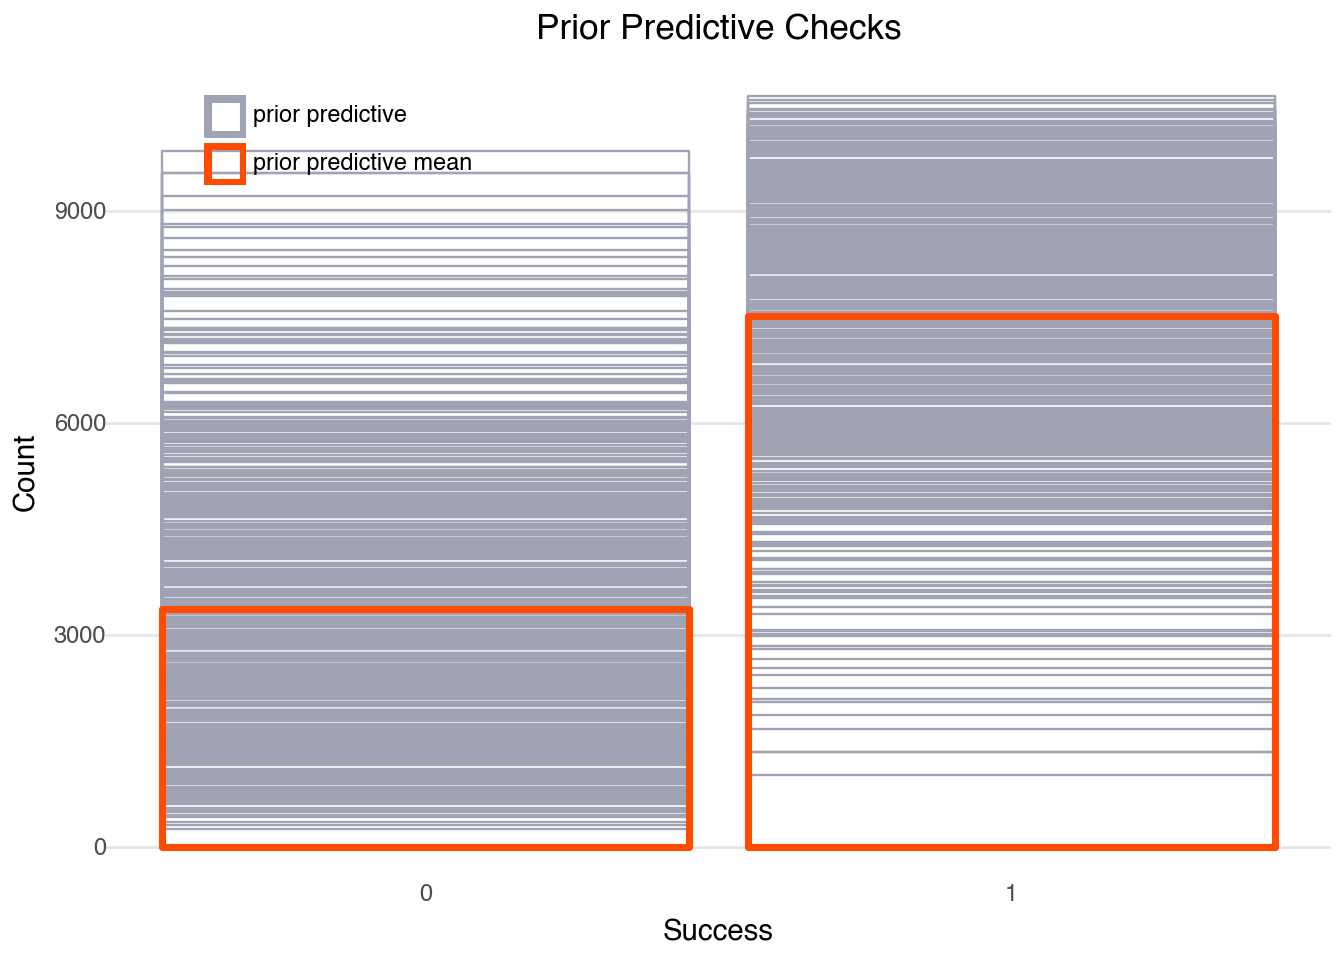 Prior Predictive Checks
prior predictive
prior predictive mean
9000
6000
3000
0
Count
0
1
Success